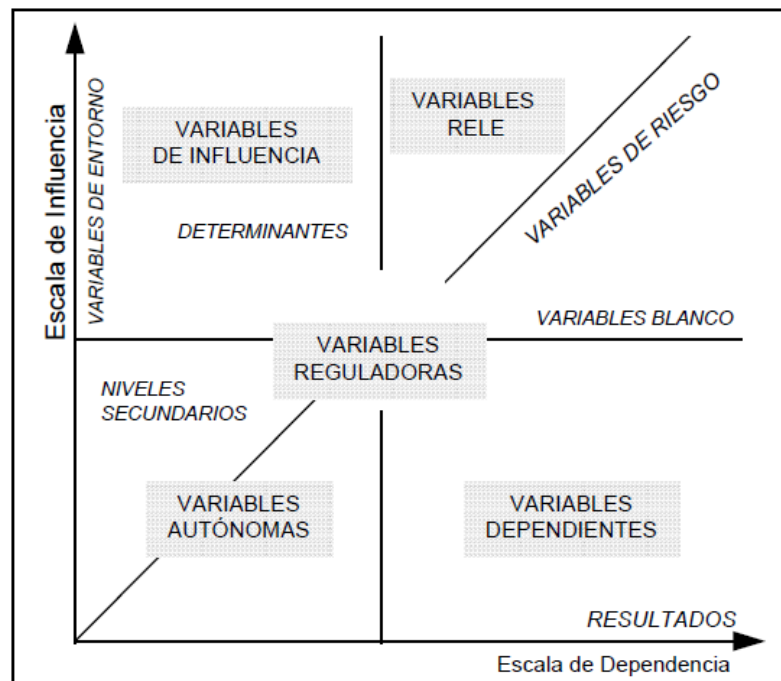 Escala de Influencia
VARIABLES DE ENTORNO
VARIABLES
DE INFLUENCIA
VARIABLES
RELE
VARIABLES DE RIESGO
DETERMINANTES
VARIABLES BLANCO
VARIABLES
REGULADORAS
NIVELES
SECUNDARIOS
VARIABLES
AUTÓNOMAS
VARIABLES
DEPENDIENTES
RESULTADOS
Escala de Dependencia